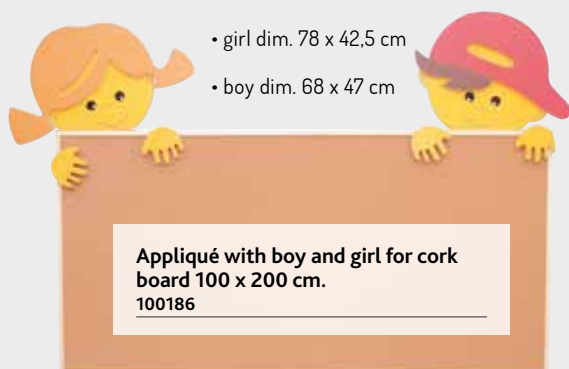 • girl dim. 78 x 42,5 cm
• boy dim. 68 x 47 cm
Appliqué with boy and girl for cork
board 100 x 200 cm.
100186